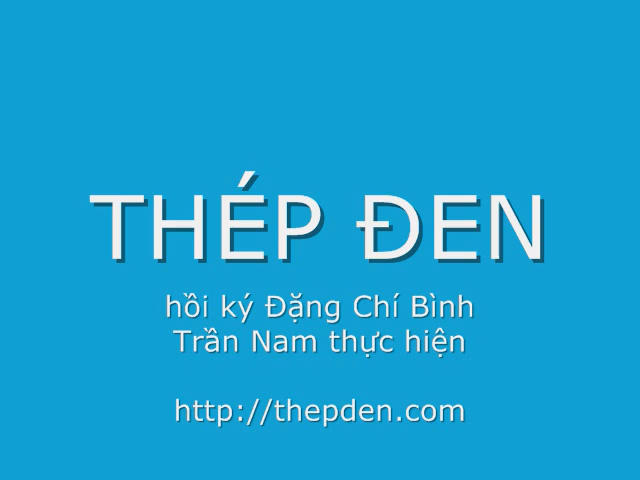 THÉP ĐEN
hồi ký Đặng Chí Bình
Trần Nam thực hiện
http://thepden.com